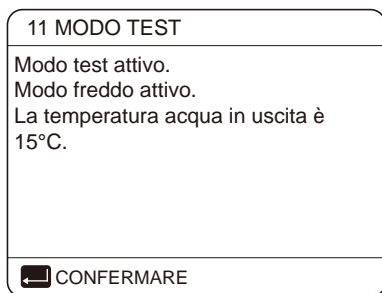 11 MODO TEST
Modo test attivo.
Modo freddo attivo.
La temperatura acqua in uscita è
15°C.
CONFERMARE